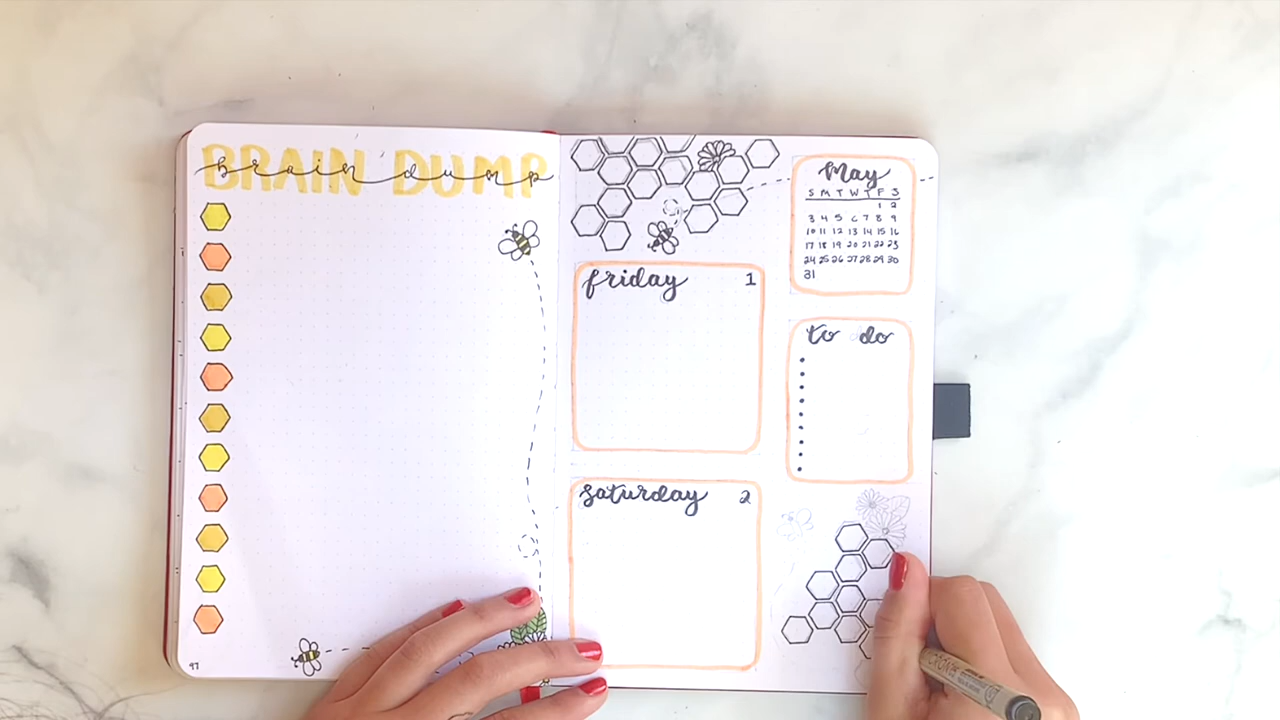 BRAIN DUMP
brain dump
97
friday 1
saturday 2
May
S M T W T F S
1 2
3 4 5 6 7 8 9
10 11 12 13 14 15 16
17 18 19 20 21 22 23
24 25 26 27 28 29 30
31
to do